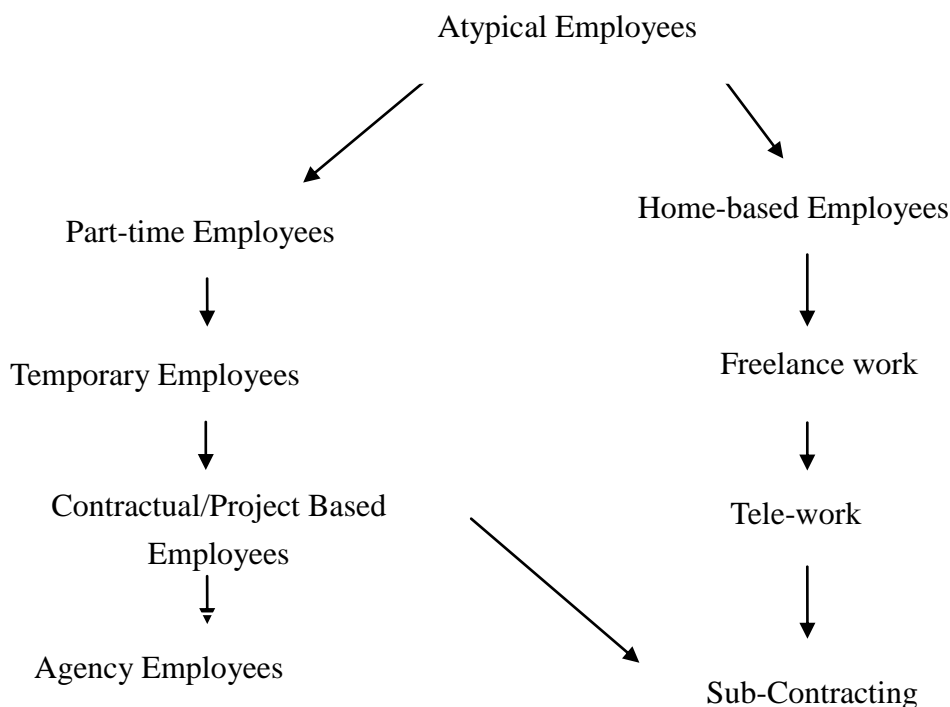 Atypical Employees
Home-based Employees
Part-time Employees
Freelance work
Temporary Employees
Contractual/Project Based
Employees
Tele-work
Agency Employees
Sub-Contracting